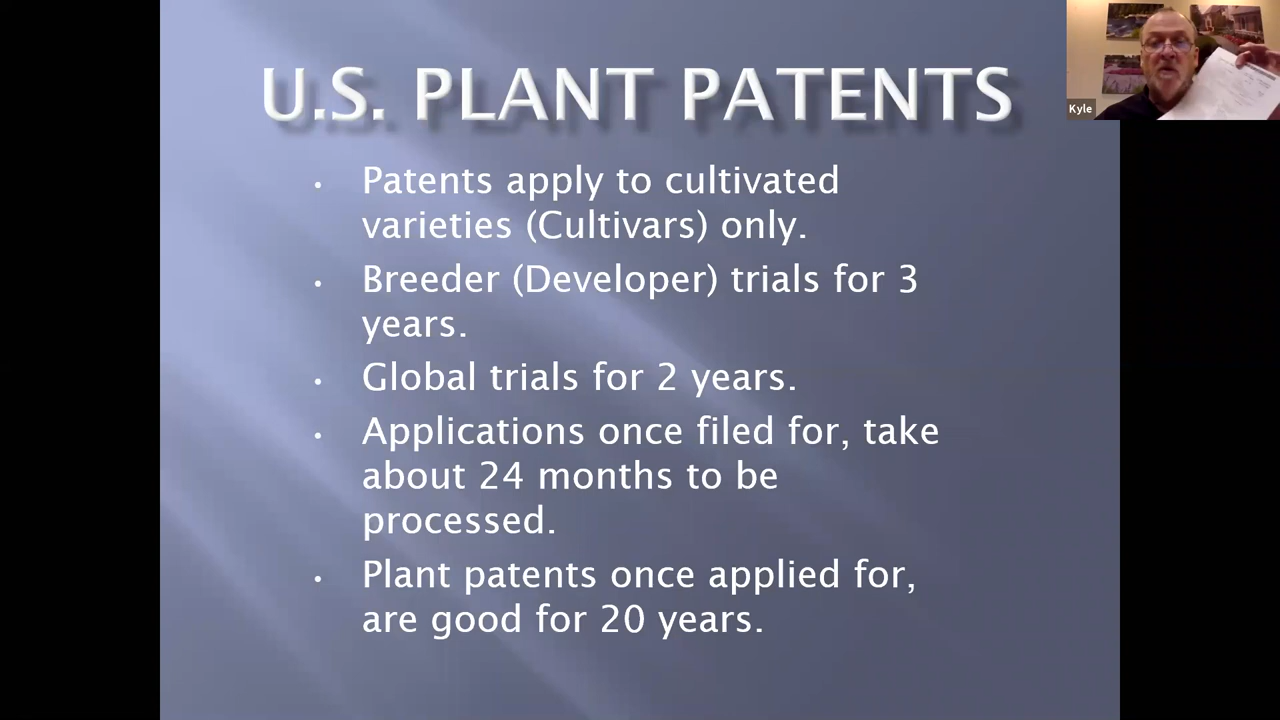 U.S. PLANT PATENTS
Kyle
• Patents apply to cultivated
varieties (Cultivars) only.
• Breeder (Developer) trials for 3
years.
• Global trials for 2 years.
• Applications once filed for, take
about 24 months to be
processed.
• Plant patents once applied for,
are good for 20 years.